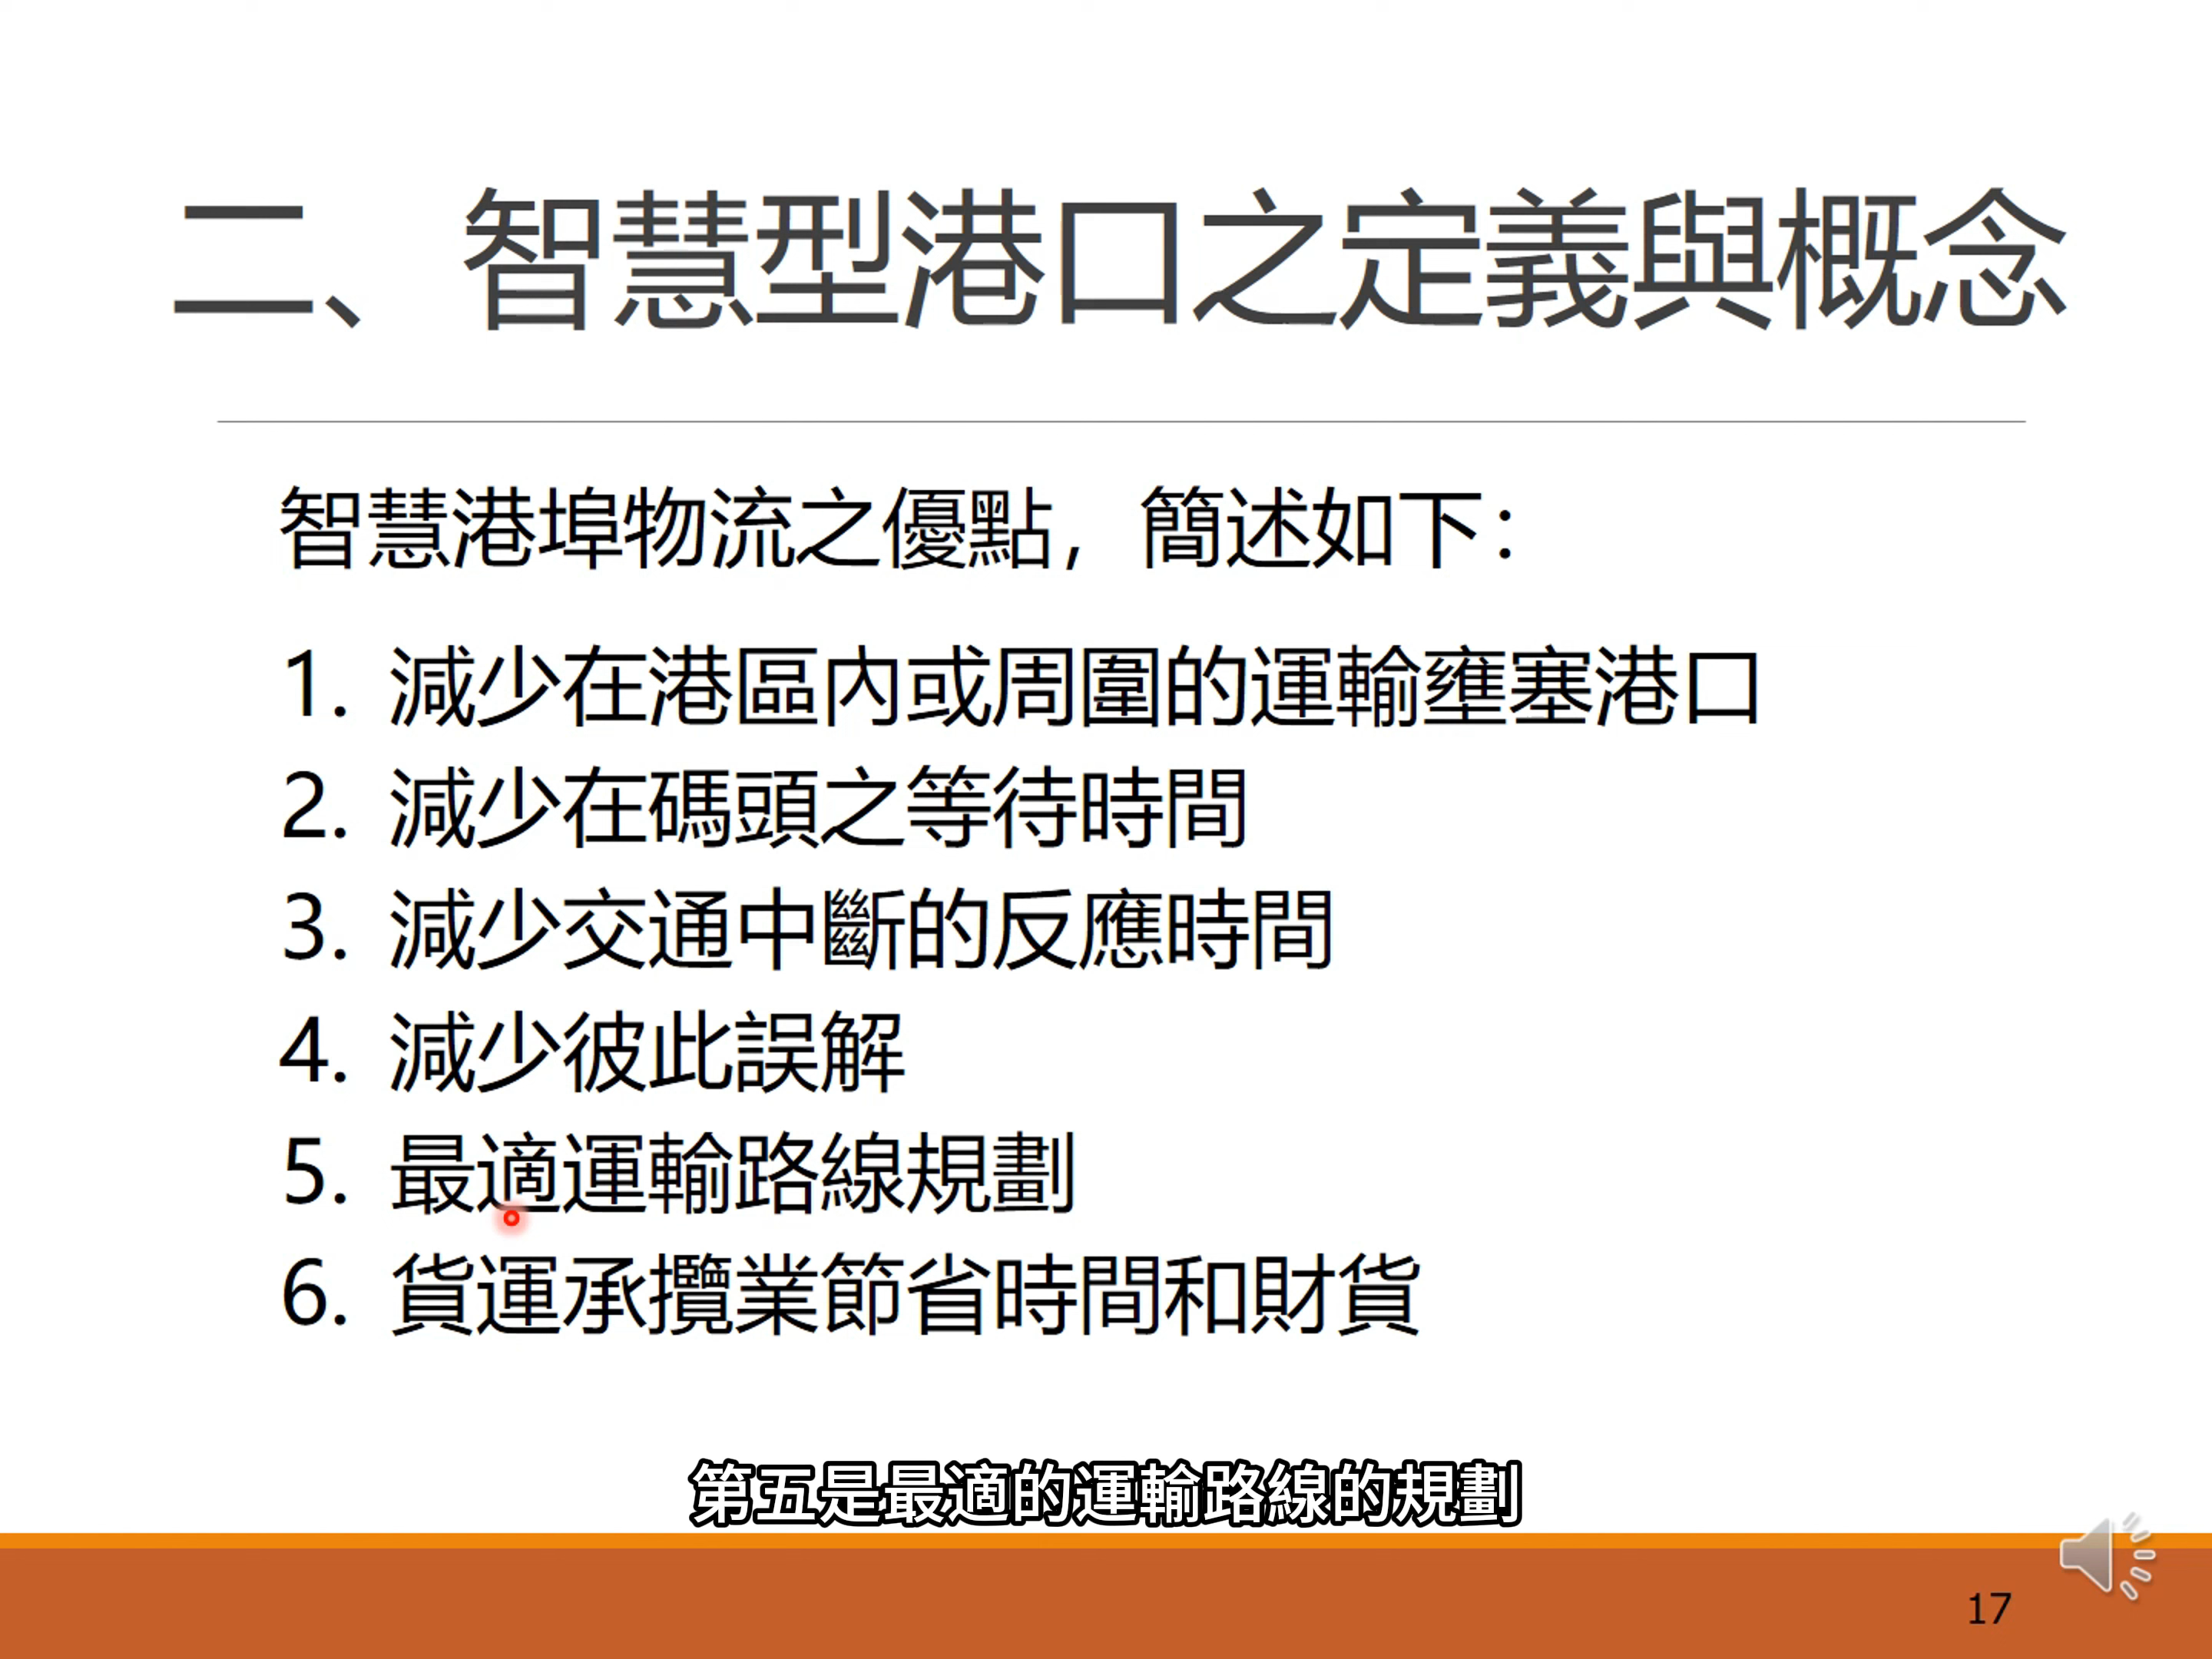 二、智慧型港口之定義與概念
智慧港埠物流之優點，簡述如下：
1. 減少在港區內或周圍的運輸壅塞港口
2. 減少在碼頭之等待時間
3. 減少交通中斷的反應時間
4. 減少彼此誤解
5. 最適運輸路線規劃
6. 貨運承攬業節省時間和財貨
第五是最適的運輸路線的規劃
17